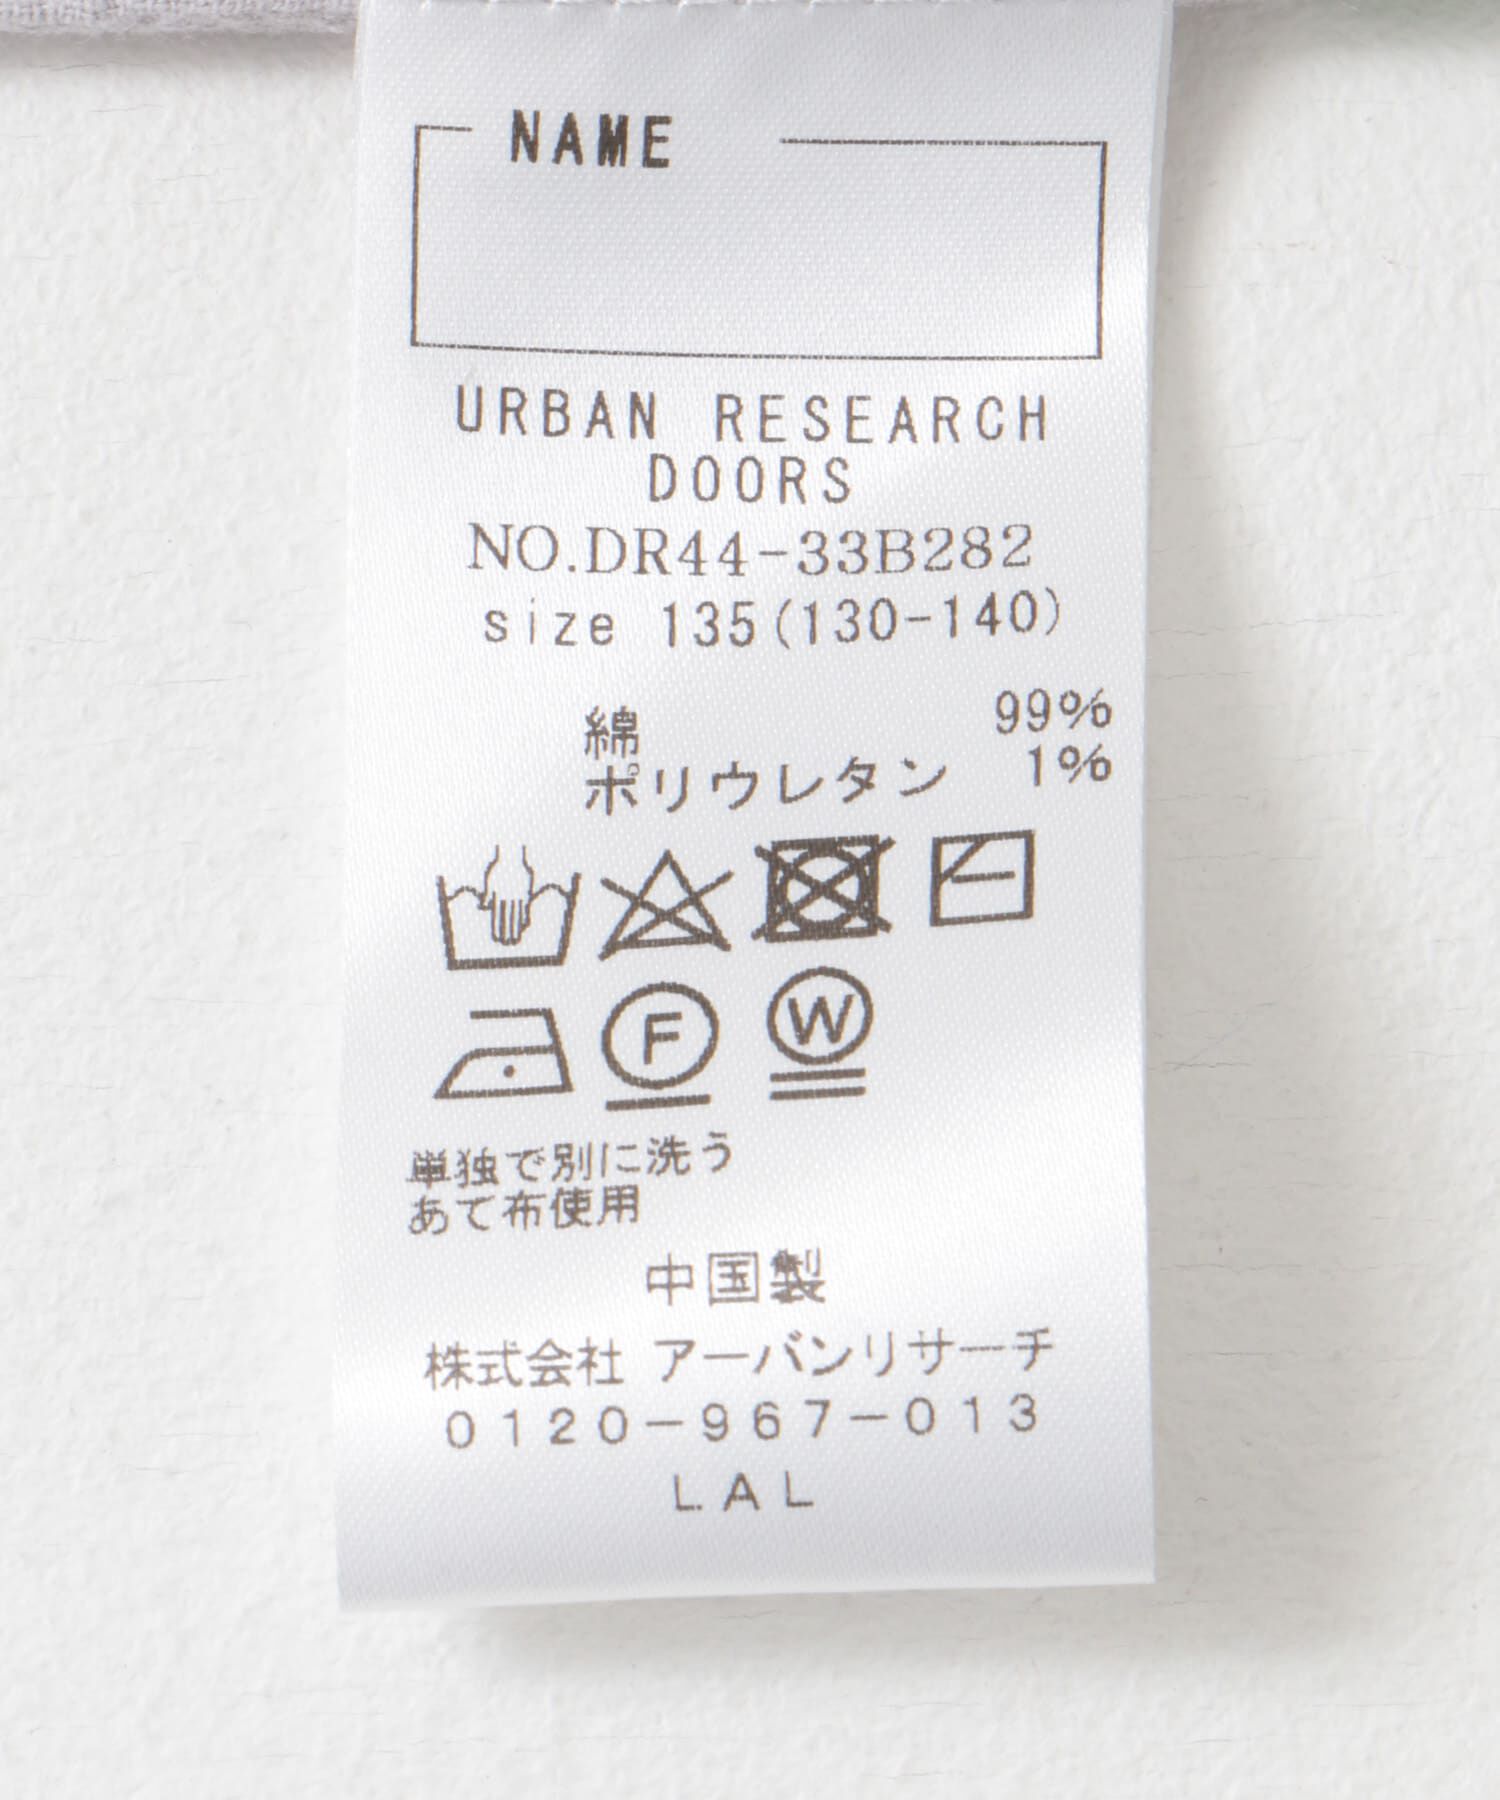 NAME
URBAN RESEARCH
DOORS
NO.DR44-33B282
size 135(130-140)
綿 99%
ポリウレタン 1%
F W
単独で別に洗う
あて布使用
中国製
株式会社 アーバンリサーチ
0120-967-013
LAL